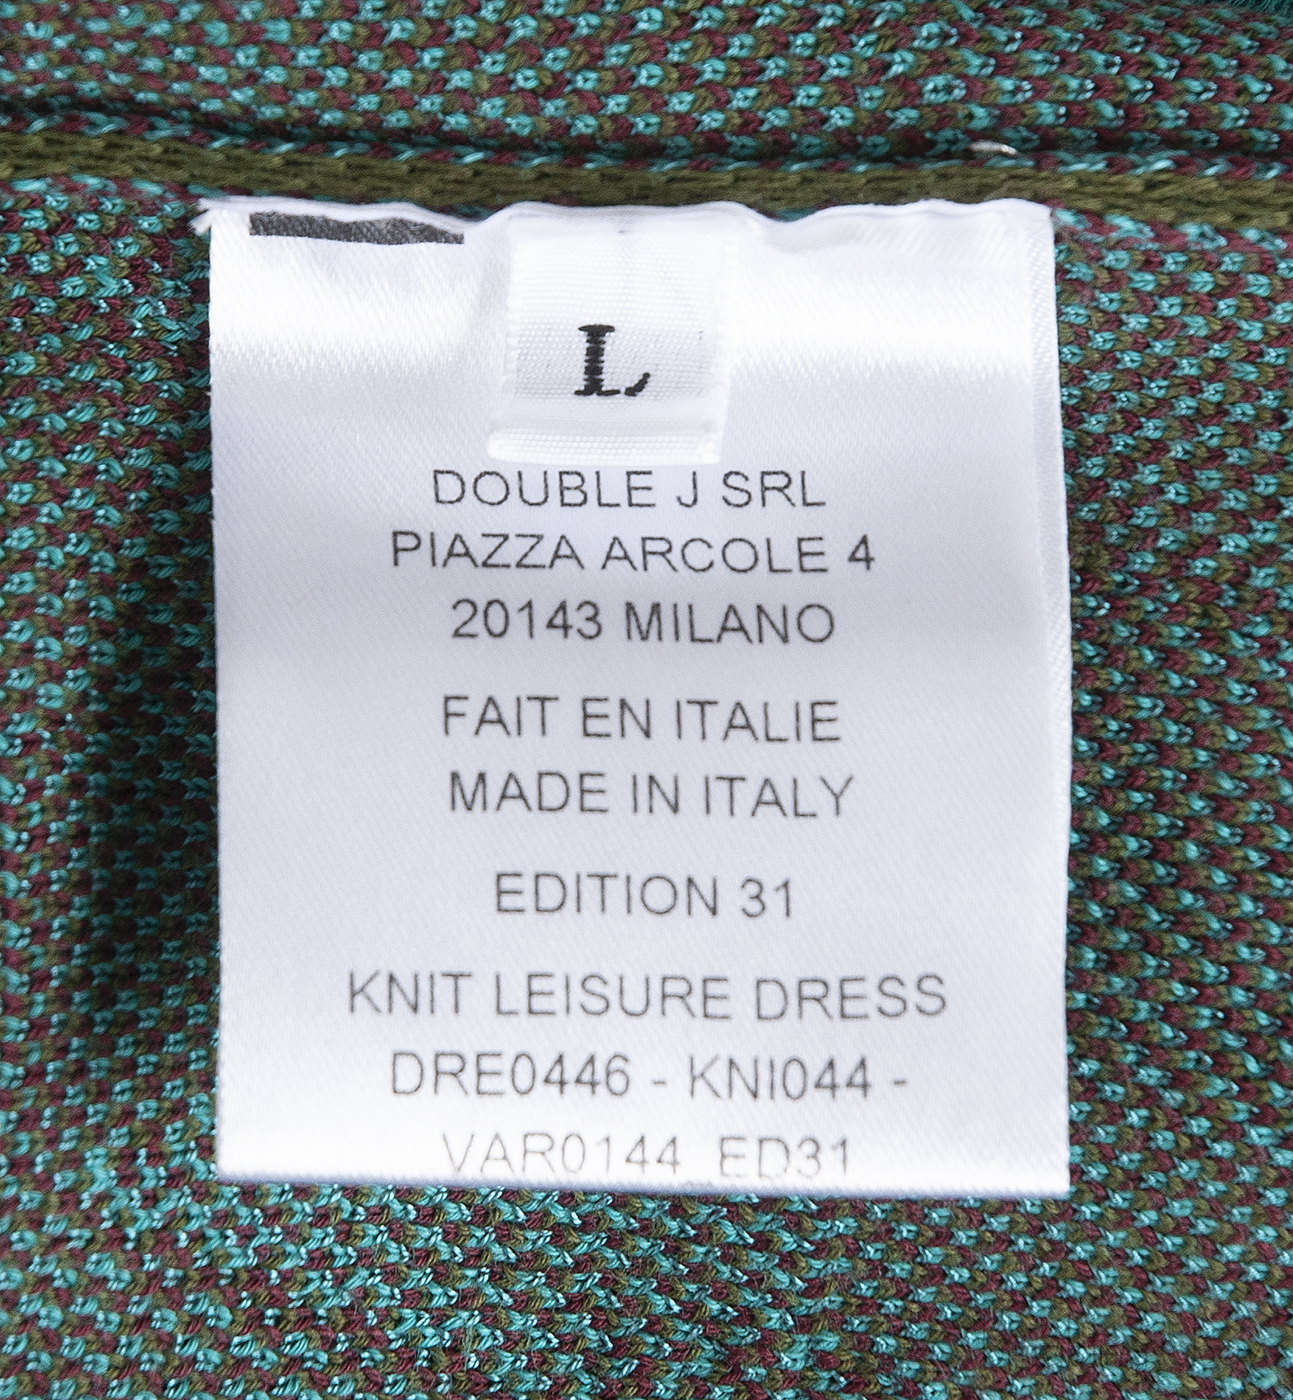 L
DOUBLE J SRL
PIAZZA ARCOLE 4
20143 MILANO
FAIT EN ITALIE
MADE IN ITALY
EDITION 31
KNIT LEISURE DRESS
DRE0446 - KNI044 -
VAR0144_ED31